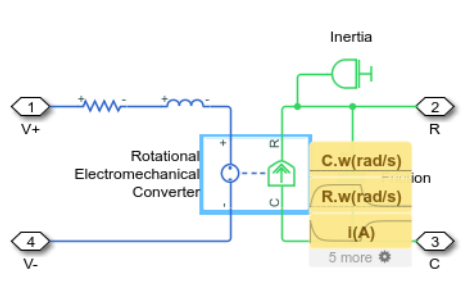 Inertia
1
V+
+
-
+
-
2
R
Rotational
Electromechanical
Converter
+
-
R
C
C.w(rad/s)
R.w(rad/s)
i(A)
5 more
4
V-
3
C